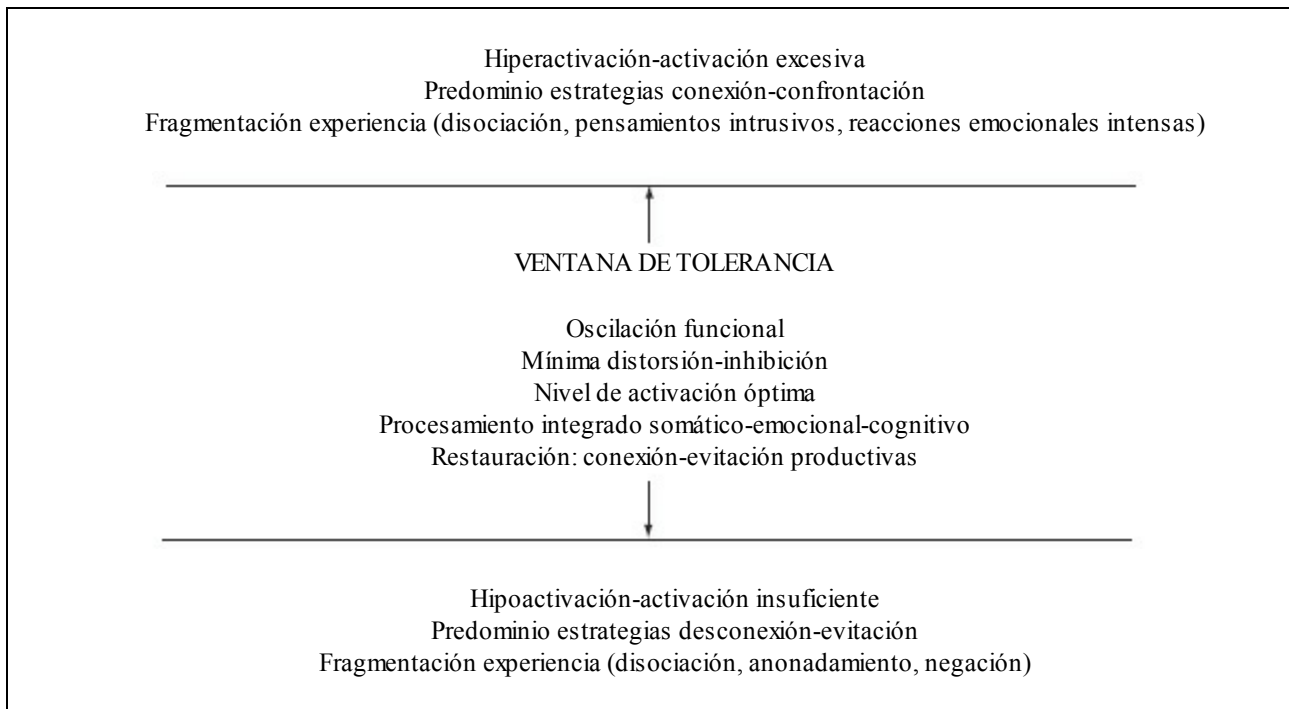 Hiperactivación-activación excesiva
Predominio estrategias conexión-confrontación
Fragmentación experiencia (disociación, pensamientos intrusivos, reacciones emocionales intensas)
VENTANA DE TOLERANCIA
Oscilación funcional
Mínima distorsión-inhibición
Nivel de activación óptima
Procesamiento integrado somático-emocional-cognitivo
Restauración: conexión-evitación productivas
Hipoactivación-activación insuficiente
Predominio estrategias desconexión-evitación
Fragmentación experiencia (disociación, anonadamiento, negación)